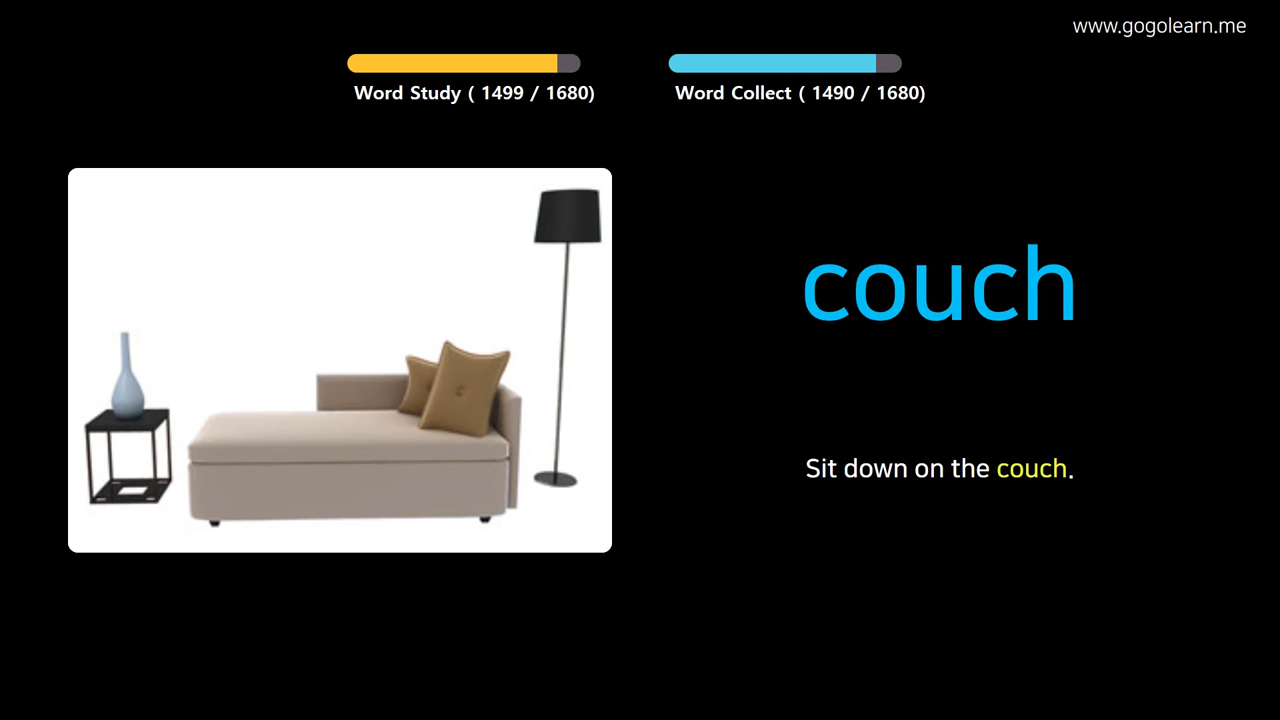 www.gogolearn.me
Word Study ( 1499 / 1680)
Word Collect ( 1490 / 1680)
couch
Sit down on the couch.